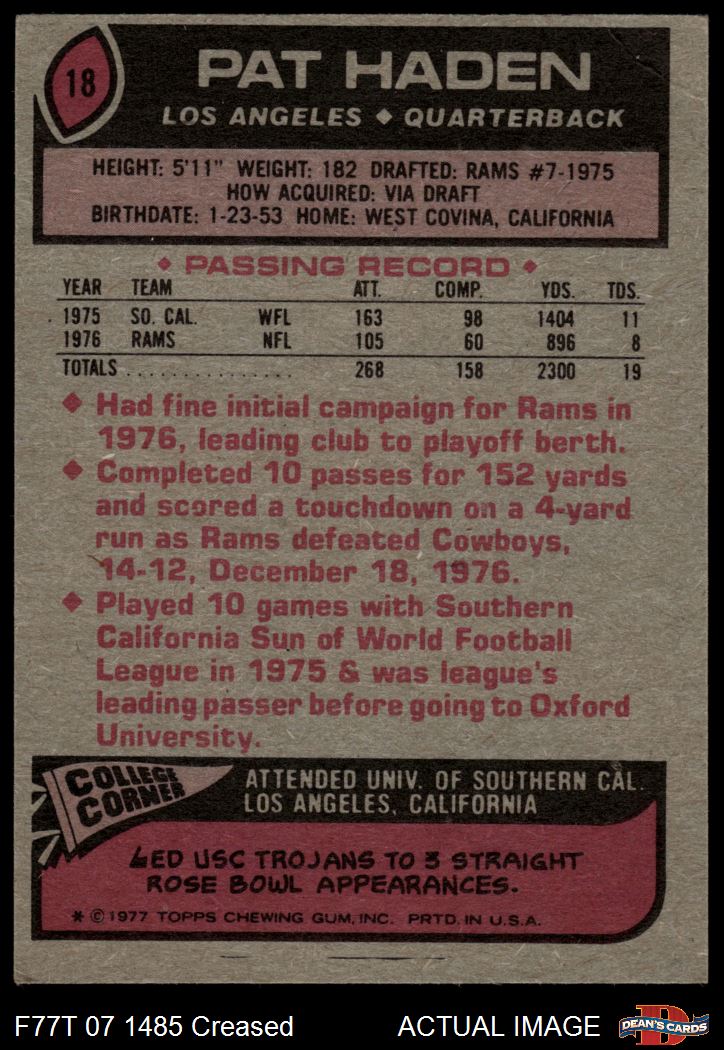 18
PAT HADEN
LOS ANGELES ◆ QUARTERBACK
HEIGHT: 5'11" WEIGHT: 182 DRAFTED: RAMS #7-1975
HOW ACQUIRED: VIA DRAFT
BIRTHDATE: 1-23-53 HOME: WEST COVINA, CALIFORNIA
◆ PASSING RECORD ◆
YEAR TEAM ATT. COMP. YDS. TDS.
1975 SO. CAL. WFL 163 98 1404 11
1976 RAMS NFL 105 60 896 8
TOTALS . . . . . . . . . . . . . . . 268 158 2300 19
◆ Had fine initial campaign for Rams in
1976, leading club to playoff berth.
◆ Completed 10 passes for 152 yards
and scored a touchdown on a 4-yard
run as Rams defeated Cowboys,
14-12, December 18, 1976.
◆ Played 10 games with Southern
California Sun of World Football
League in 1975 & was league's
leading passer before going to Oxford
University.
COLLEGE
CORNER
ATTENDED UNIV. OF SOUTHERN CAL.
LOS ANGELES, CALIFORNIA
LED USC TROJANS TO 3 STRAIGHT
ROSE BOWL APPEARANCES.
* © 1977 TOPPS CHEWING GUM, INC. PRTD. IN U.S.A.
F77T 07 1485 Creased ACTUAL IMAGE
D
DEAN'S CARDS